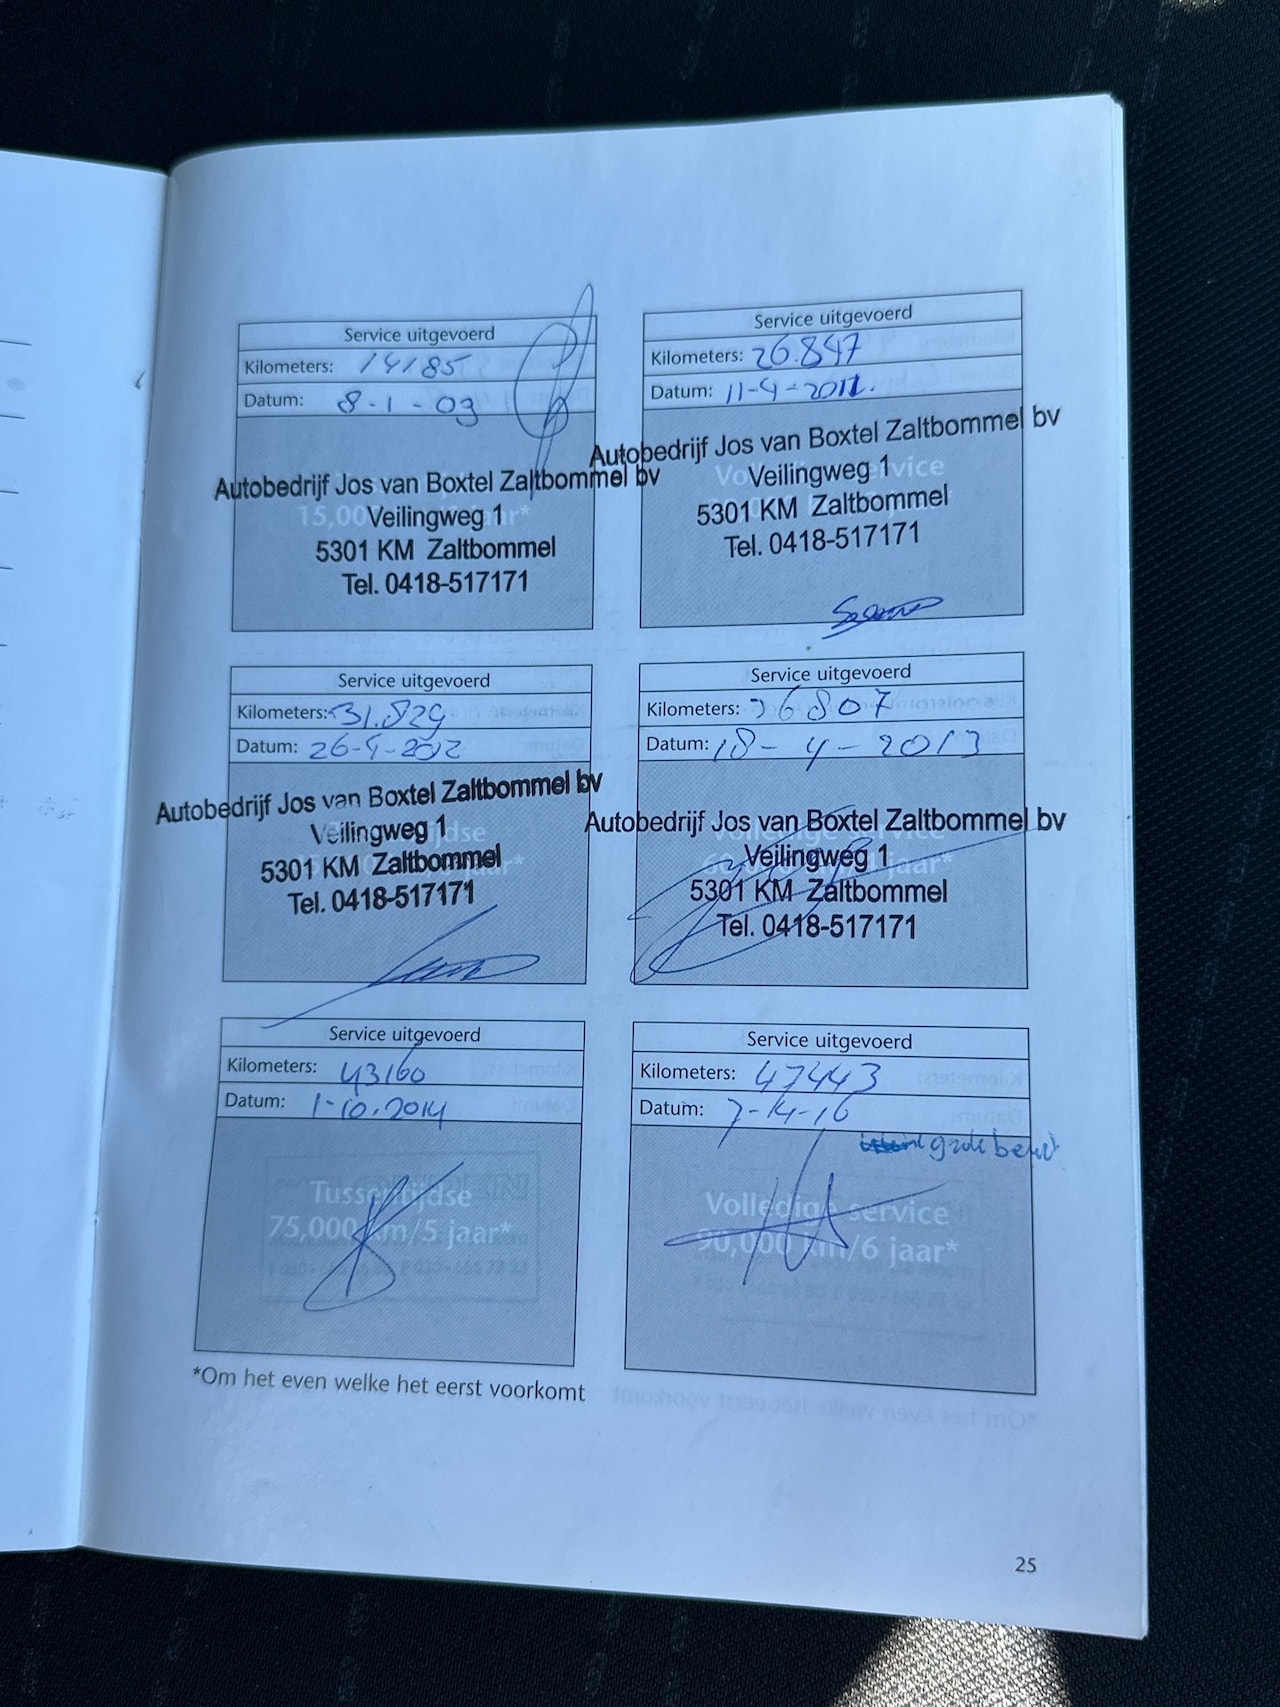 Service uitgevoerd
Kilometers: 14185
Datum: 8-1-09
Autobedrijf Jos van Boxtel Zaltbommel bv
Veilingweg 1
5301 KM Zaltbommel
Tel. 0418-517171
Service uitgevoerd
Kilometers: 26.847
Datum: 11-4-2011.
Autobedrijf Jos van Boxtel Zaltbommel bv
Veilingweg 1
5301 KM Zaltbommel
Tel. 0418-517171
Service uitgevoerd
Kilometers: 31.829
Datum: 26-4-2012
Autobedrijf Jos van Boxtel Zaltbommel bv
Veilingweg 1
5301 KM Zaltbommel
Tel. 0418-517171
Service uitgevoerd
Kilometers: 36807
Datum: 18-4-2013
Autobedrijf Jos van Boxtel Zaltbommel bv
Veilingweg 1
5301 KM Zaltbommel
Tel. 0418-517171
Service uitgevoerd
Kilometers: 43160
Datum: 1-10-2014
Tussentijdse
75,000 km/5 jaar*
Service uitgevoerd
Kilometers: 47443
Datum: 7-14-16
Volledige service
90,000 km/6 jaar*
*Om het even welke het eerst voorkomt
25